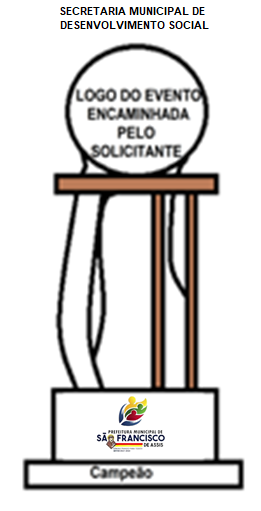 SECRETARIA MUNICIPAL DE
DESENVOLVIMENTO SOCIAL
LOGO DO EVENTO
ENCAMINHADA
PELO
SOLICITANTE
PREFEITURA MUNICIPAL DE
SÃO FRANCISCO
DE ASSIS
Campeão